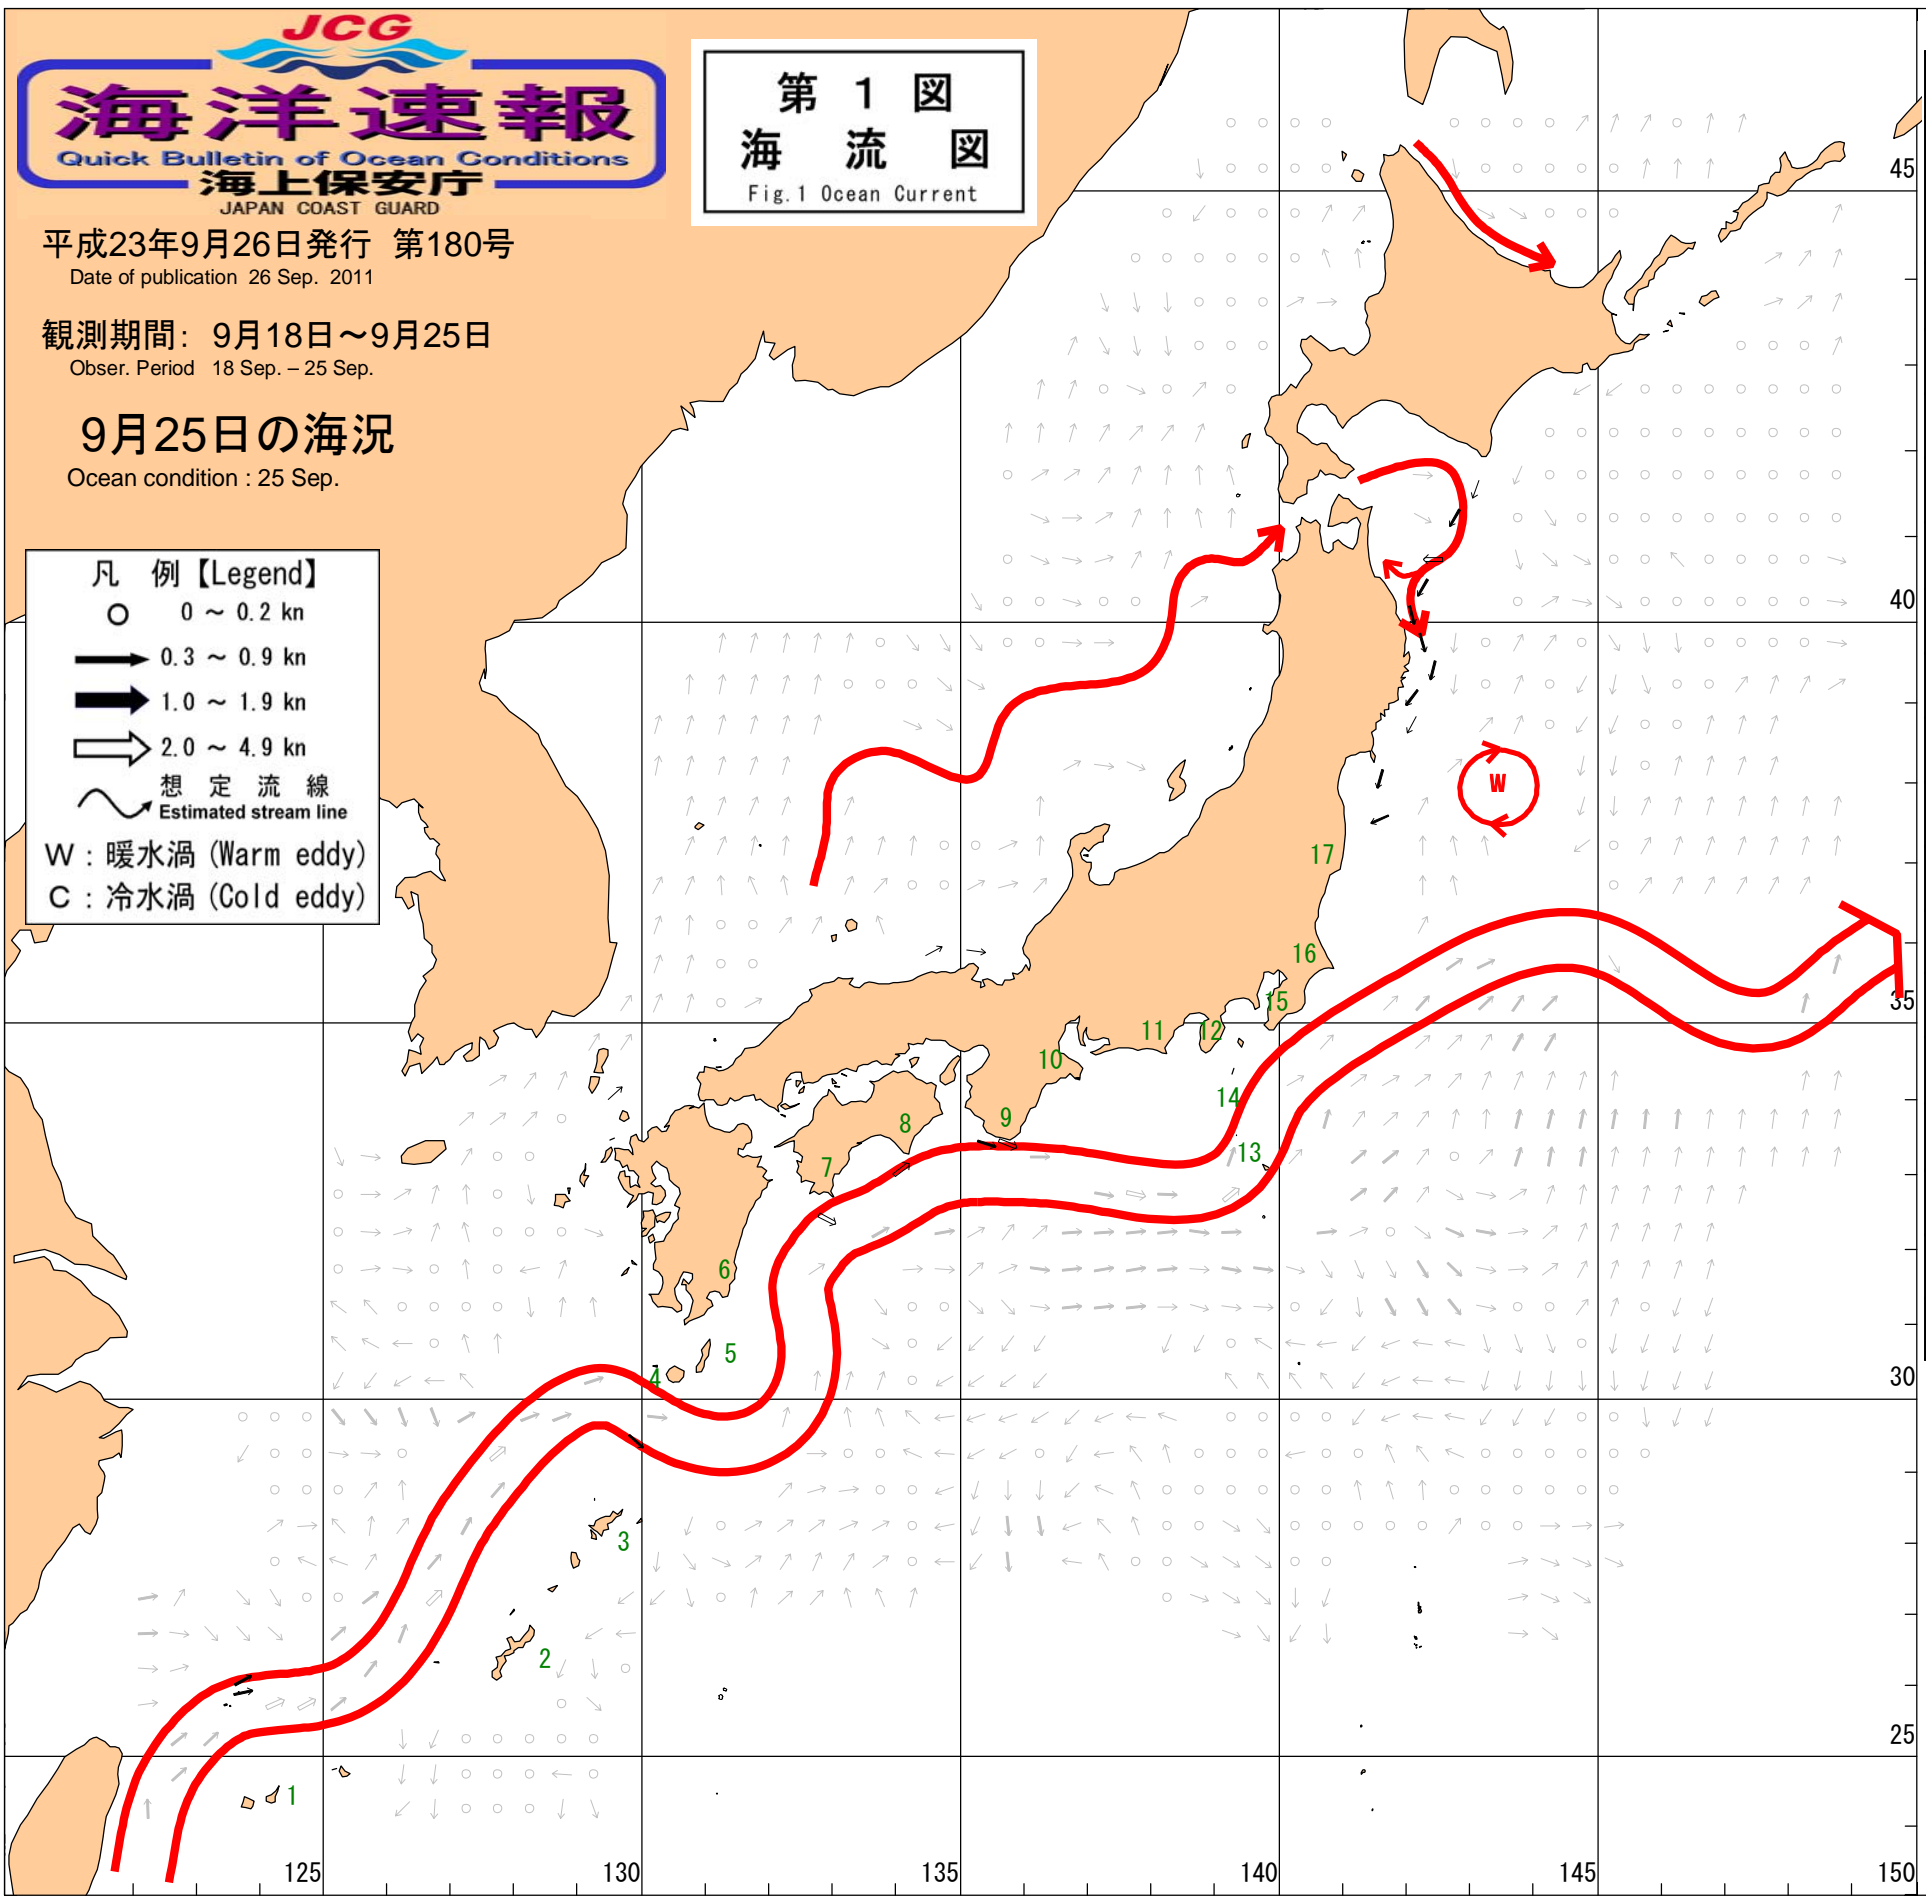 JCG
海洋速報
Quick Bulletin of Ocean Conditions
海上保安庁
JAPAN COAST GUARD
第 1 図
海 流 図
Fig.1 Ocean Current
平成23年9月26日発行 第180号
Date of publication 26 Sep. 2011
観測期間: 9月18日～9月25日
Obser. Period 18 Sep. – 25 Sep.
9月25日の海況
Ocean condition : 25 Sep.
凡 例【Legend】
0 ～ 0.2 kn
0.3 ～ 0.9 kn
1.0 ～ 1.9 kn
2.0 ～ 4.9 kn
想 定 流 線
Estimated stream line
W : 暖水渦 (Warm eddy)
C : 冷水渦 (Cold eddy)
45
40
W
17
16
35
15
12
11
10
14
9
8
13
7
6
5
4
30
3
2
25
1
125
130
135
140
145
150